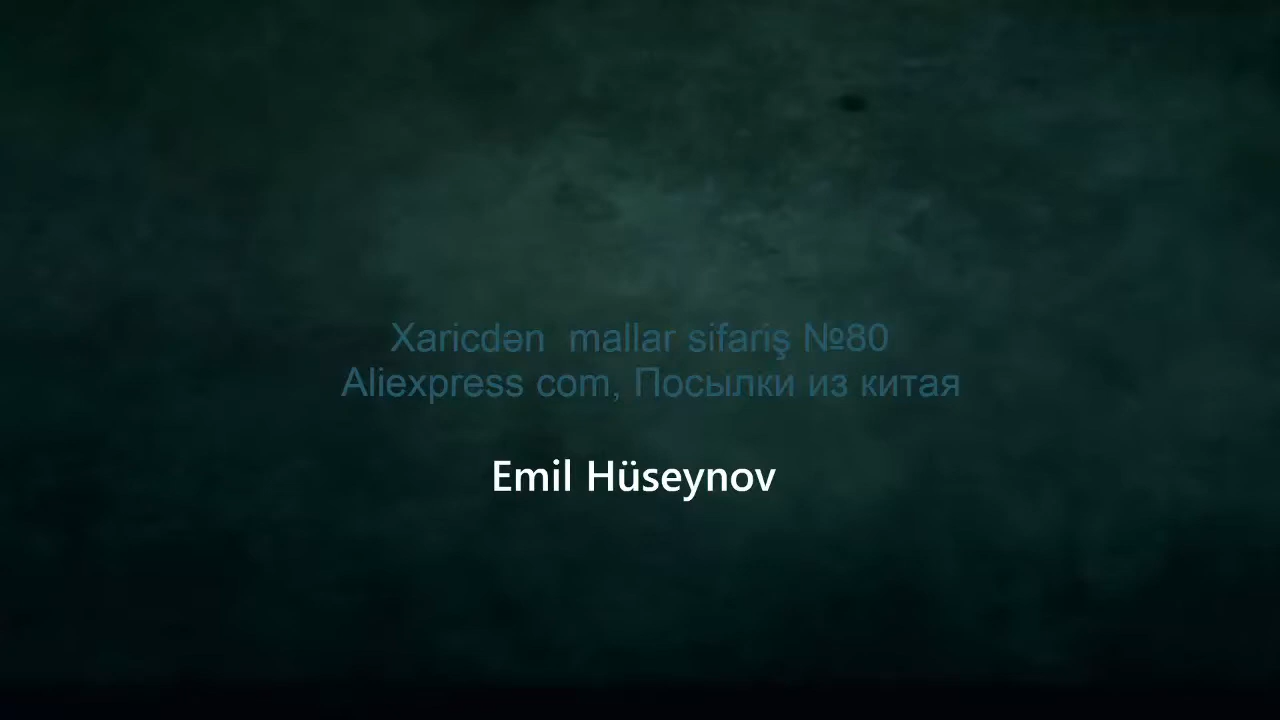 Xaricdən mallar sifariş №80
Aliexpress com, Посылки из китая
Emil Hüseynov